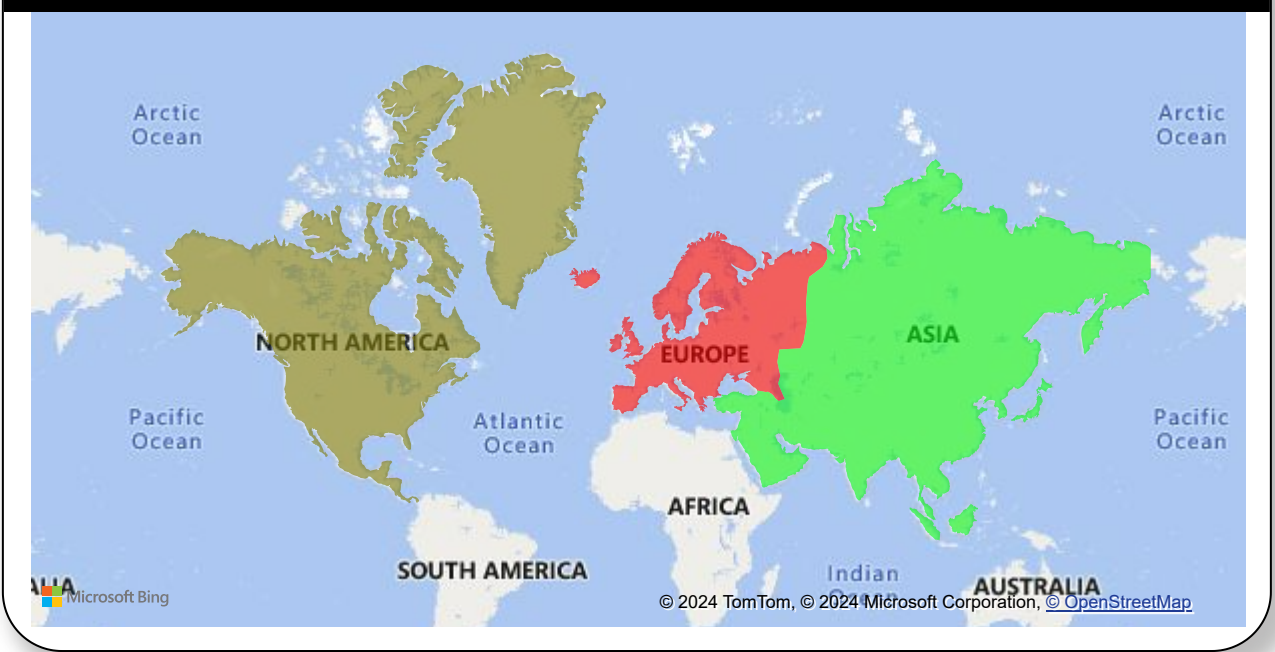 Arctic
Ocean
Arctic
Ocean
NORTH AMERICA
EUROPE
ASIA
Pacific
Ocean
Atlantic
Ocean
Pacific
Ocean
AFRICA
SOUTH AMERICA
Indian
AUSTRALIA
Microsoft Bing
© 2024 TomTom, © 2024 Microsoft Corporation, © OpenStreetMap